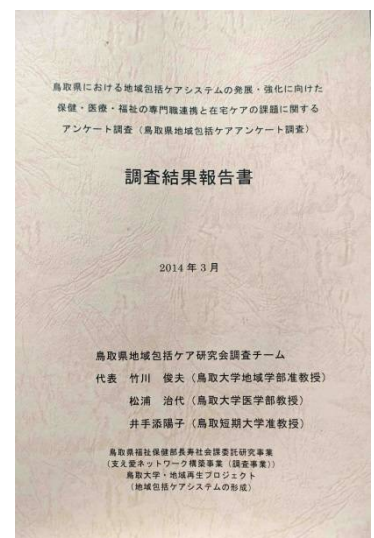 鳥取県における地域包括ケアシステムの発展・強化に向けた
保健・医療・福祉の専門職連携と在宅ケアの課題に関する
アンケート調査（鳥取県地域包括ケアアンケート調査）
調査結果報告書
2014年3月
鳥取県地域包括ケア研究会調査チーム
代表 竹川 俊夫（鳥取大学地域学部准教授）
松浦 治代（鳥取大学医学部教授）
井手添陽子（鳥取短期大学准教授）
鳥取県福祉保健部長寿社会課委託研究事業
（支え愛ネットワーク構築事業（調査事業））
鳥取大学・地域再生プロジェクト
（地域包括ケアシステムの形成）